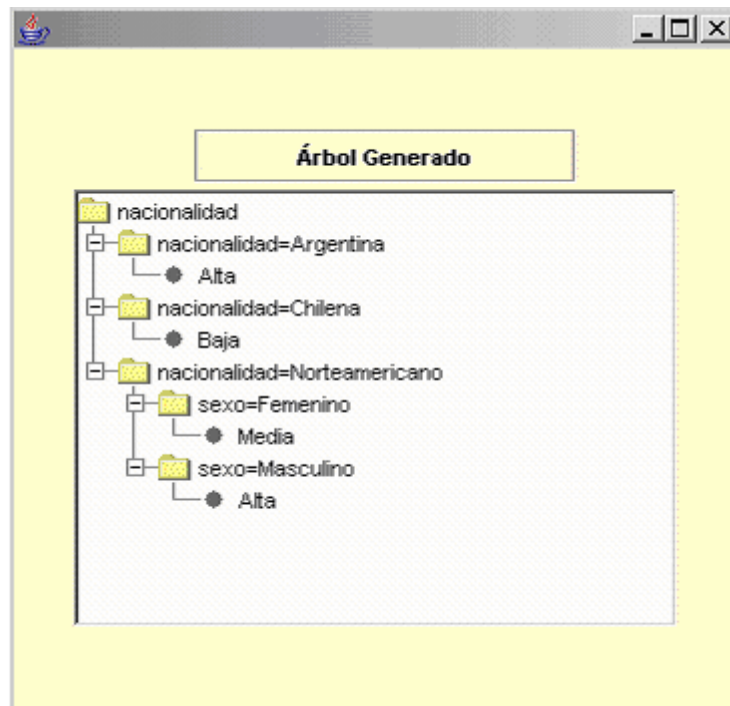 Árbol Generado
nacionalidad
nacionalidad=Argentina
Alta
nacionalidad=Chilena
Baja
nacionalidad=Norteamericano
sexo=Femenino
Media
sexo=Masculino
Alta